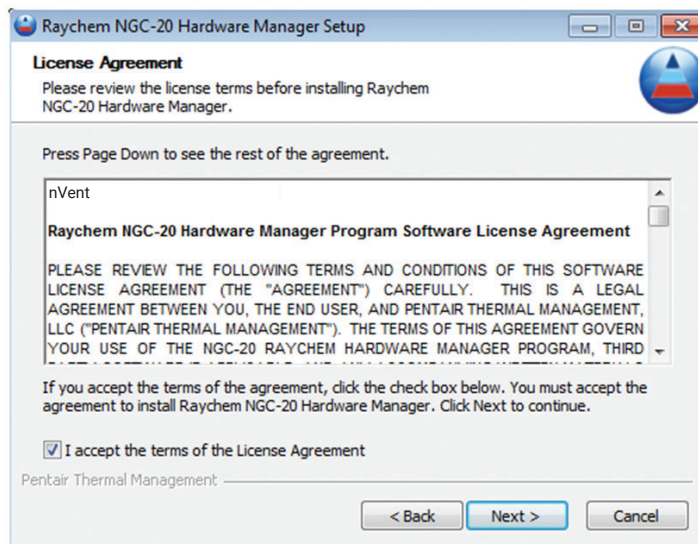 Raychem NGC-20 Hardware Manager Setup
License Agreement
Please review the license terms before installing Raychem
NGC-20 Hardware Manager.
Press Page Down to see the rest of the agreement.
nVent
Raychem NGC-20 Hardware Manager Program Software License Agreement
PLEASE REVIEW THE FOLLOWING TERMS AND CONDITIONS OF THIS SOFTWARE
LICENSE AGREEMENT (THE "AGREEMENT") CAREFULLY. THIS IS A LEGAL
AGREEMENT BETWEEN YOU, THE END USER, AND PENTAIR THERMAL MANAGEMENT,
LLC ("PENTAIR THERMAL MANAGEMENT"). THE TERMS OF THIS AGREEMENT GOVERN
YOUR USE OF THE NGC-20 RAYCHEM HARDWARE MANAGER PROGRAM, THIRD
If you accept the terms of the agreement, click the check box below. You must accept the
agreement to install Raychem NGC-20 Hardware Manager. Click Next to continue.
I accept the terms of the License Agreement
Pentair Thermal Management
< Back
Next >
Cancel